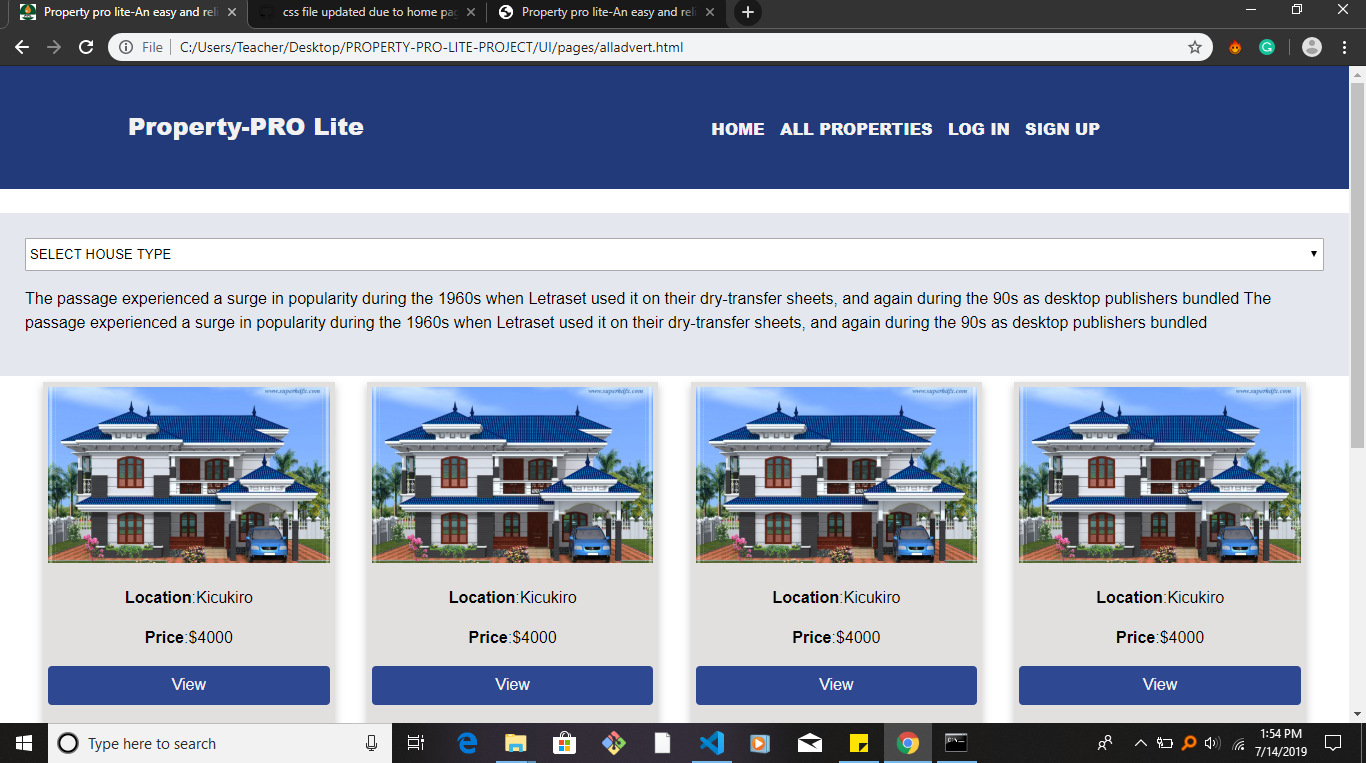 Property pro lite-An easy and reli
css file updated due to home pag
Property pro lite-An easy and reli
File
C:/Users/Teacher/Desktop/PROPERTY-PRO-LITE-PROJECT/UI/pages/alladvert.html
Property-PRO Lite
HOME ALL PROPERTIES LOG IN SIGN UP
SELECT HOUSE TYPE
The passage experienced a surge in popularity during the 1960s when Letraset used it on their dry-transfer sheets, and again during the 90s as desktop publishers bundled The
passage experienced a surge in popularity during the 1960s when Letraset used it on their dry-transfer sheets, and again during the 90s as desktop publishers bundled
www.superhdfx.com
www.superhdfx.com
www.superhdfx.com
www.superhdfx.com
Location:Kicukiro
Location:Kicukiro
Location:Kicukiro
Location:Kicukiro
Price:$4000
Price:$4000
Price:$4000
Price:$4000
View
View
View
View
Type here to search
1:54 PM
7/14/2019